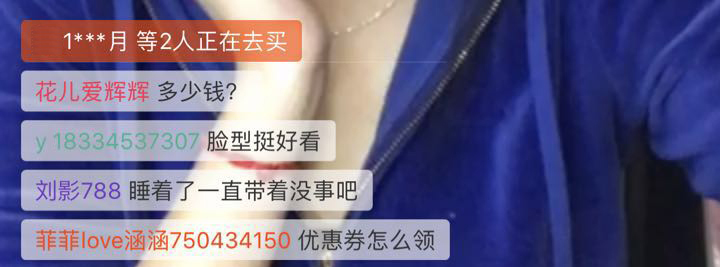 1***月 等2人正在去买
花儿爱辉辉 多少钱?
y 18334537307 脸型挺好看
刘影788 睡着了一直带着没事吧
菲菲love涵涵750434150 优惠券怎么领